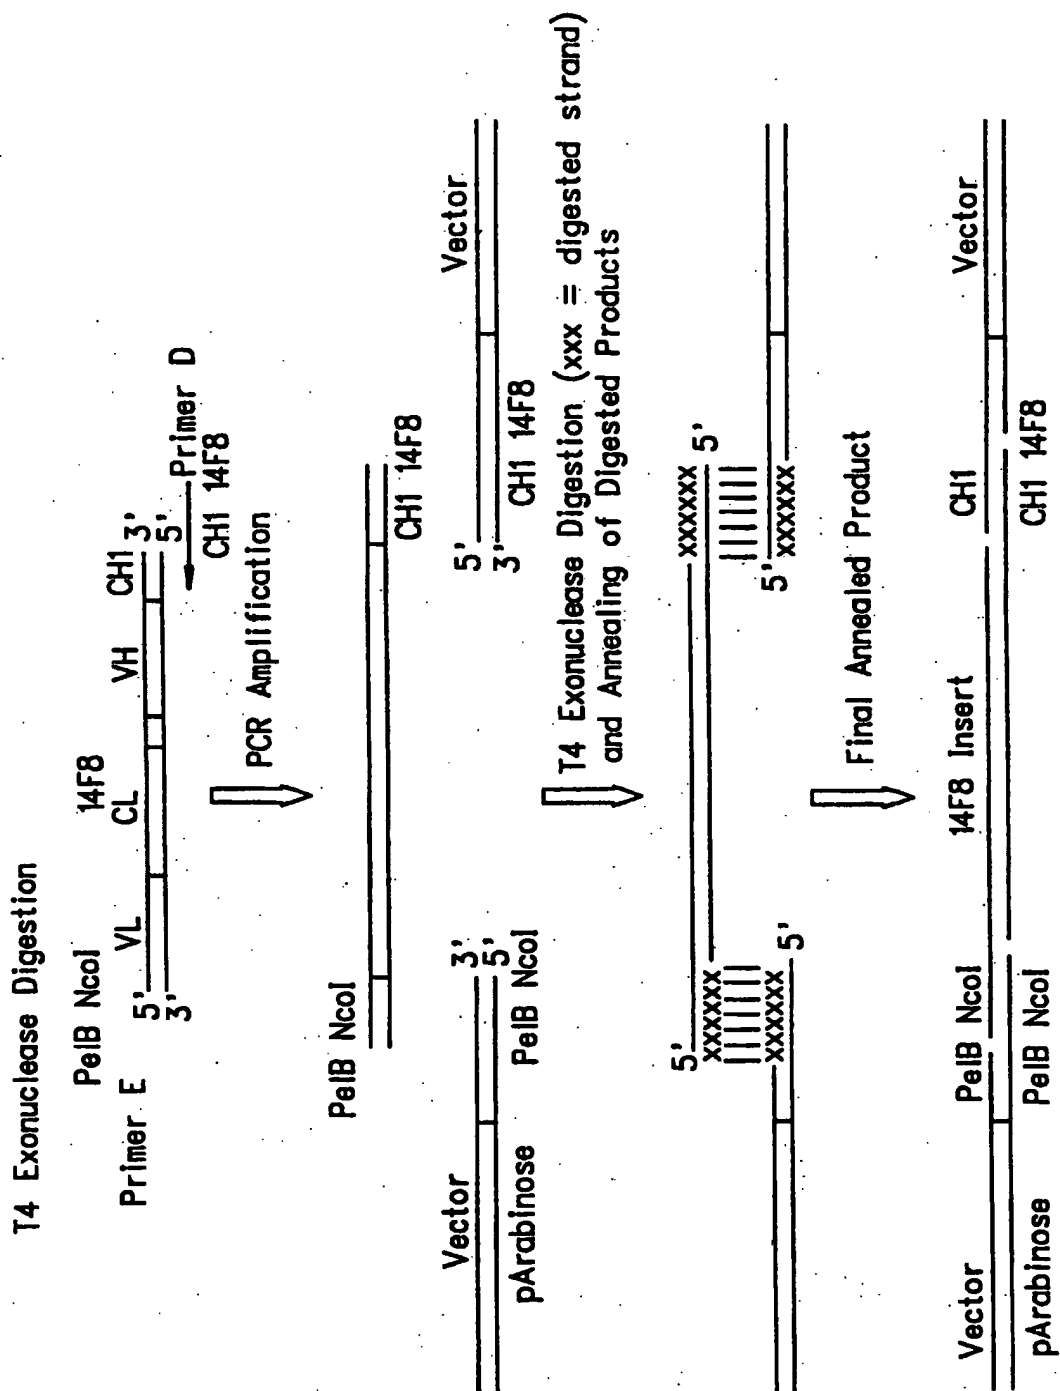 T4 Exonuclease Digestion
PelB NcoI
14F8
Primer E
5'
VL
CL
VH
CH1
3'
3'
5'
Primer D
CH1 14F8
PCR Amplification
PelB NcoI
CH1 14F8
Vector
3'
5'
Vector
5'
3'
pArabinose
PelB NcoI
CH1 14F8
T4 Exonuclease Digestion (xxx = digested strand)
and Annealing of Digested Products
5'
xxxxxx
xxxxxx
5'
xxxxxx
5'
5'
xxxxxx
Final Annealed Product
Vector
PelB NcoI
14F8 Insert
CH1
Vector
pArabinose
PelB NcoI
CH1 14F8